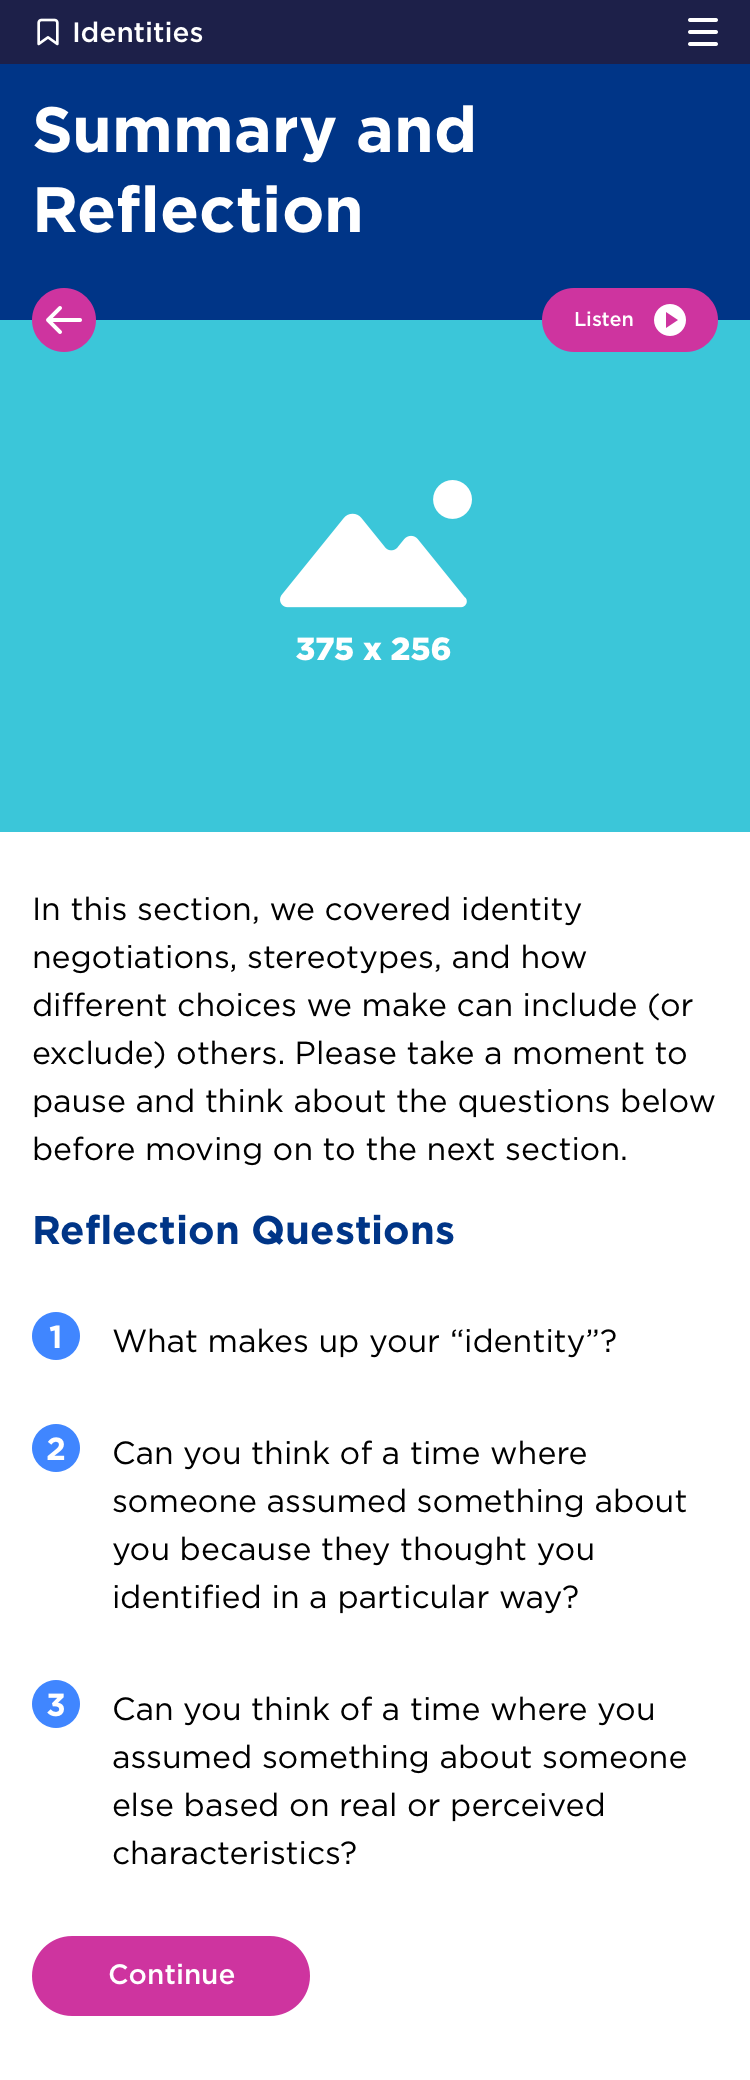 Identities
Summary and
Reflection
Listen
375 x 256
In this section, we covered identity
negotiations, stereotypes, and how
different choices we make can include (or
exclude) others. Please take a moment to
pause and think about the questions below
before moving on to the next section.
Reflection Questions
1 What makes up your “identity”?
2 Can you think of a time where
someone assumed something about
you because they thought you
identified in a particular way?
3 Can you think of a time where you
assumed something about someone
else based on real or perceived
characteristics?
Continue